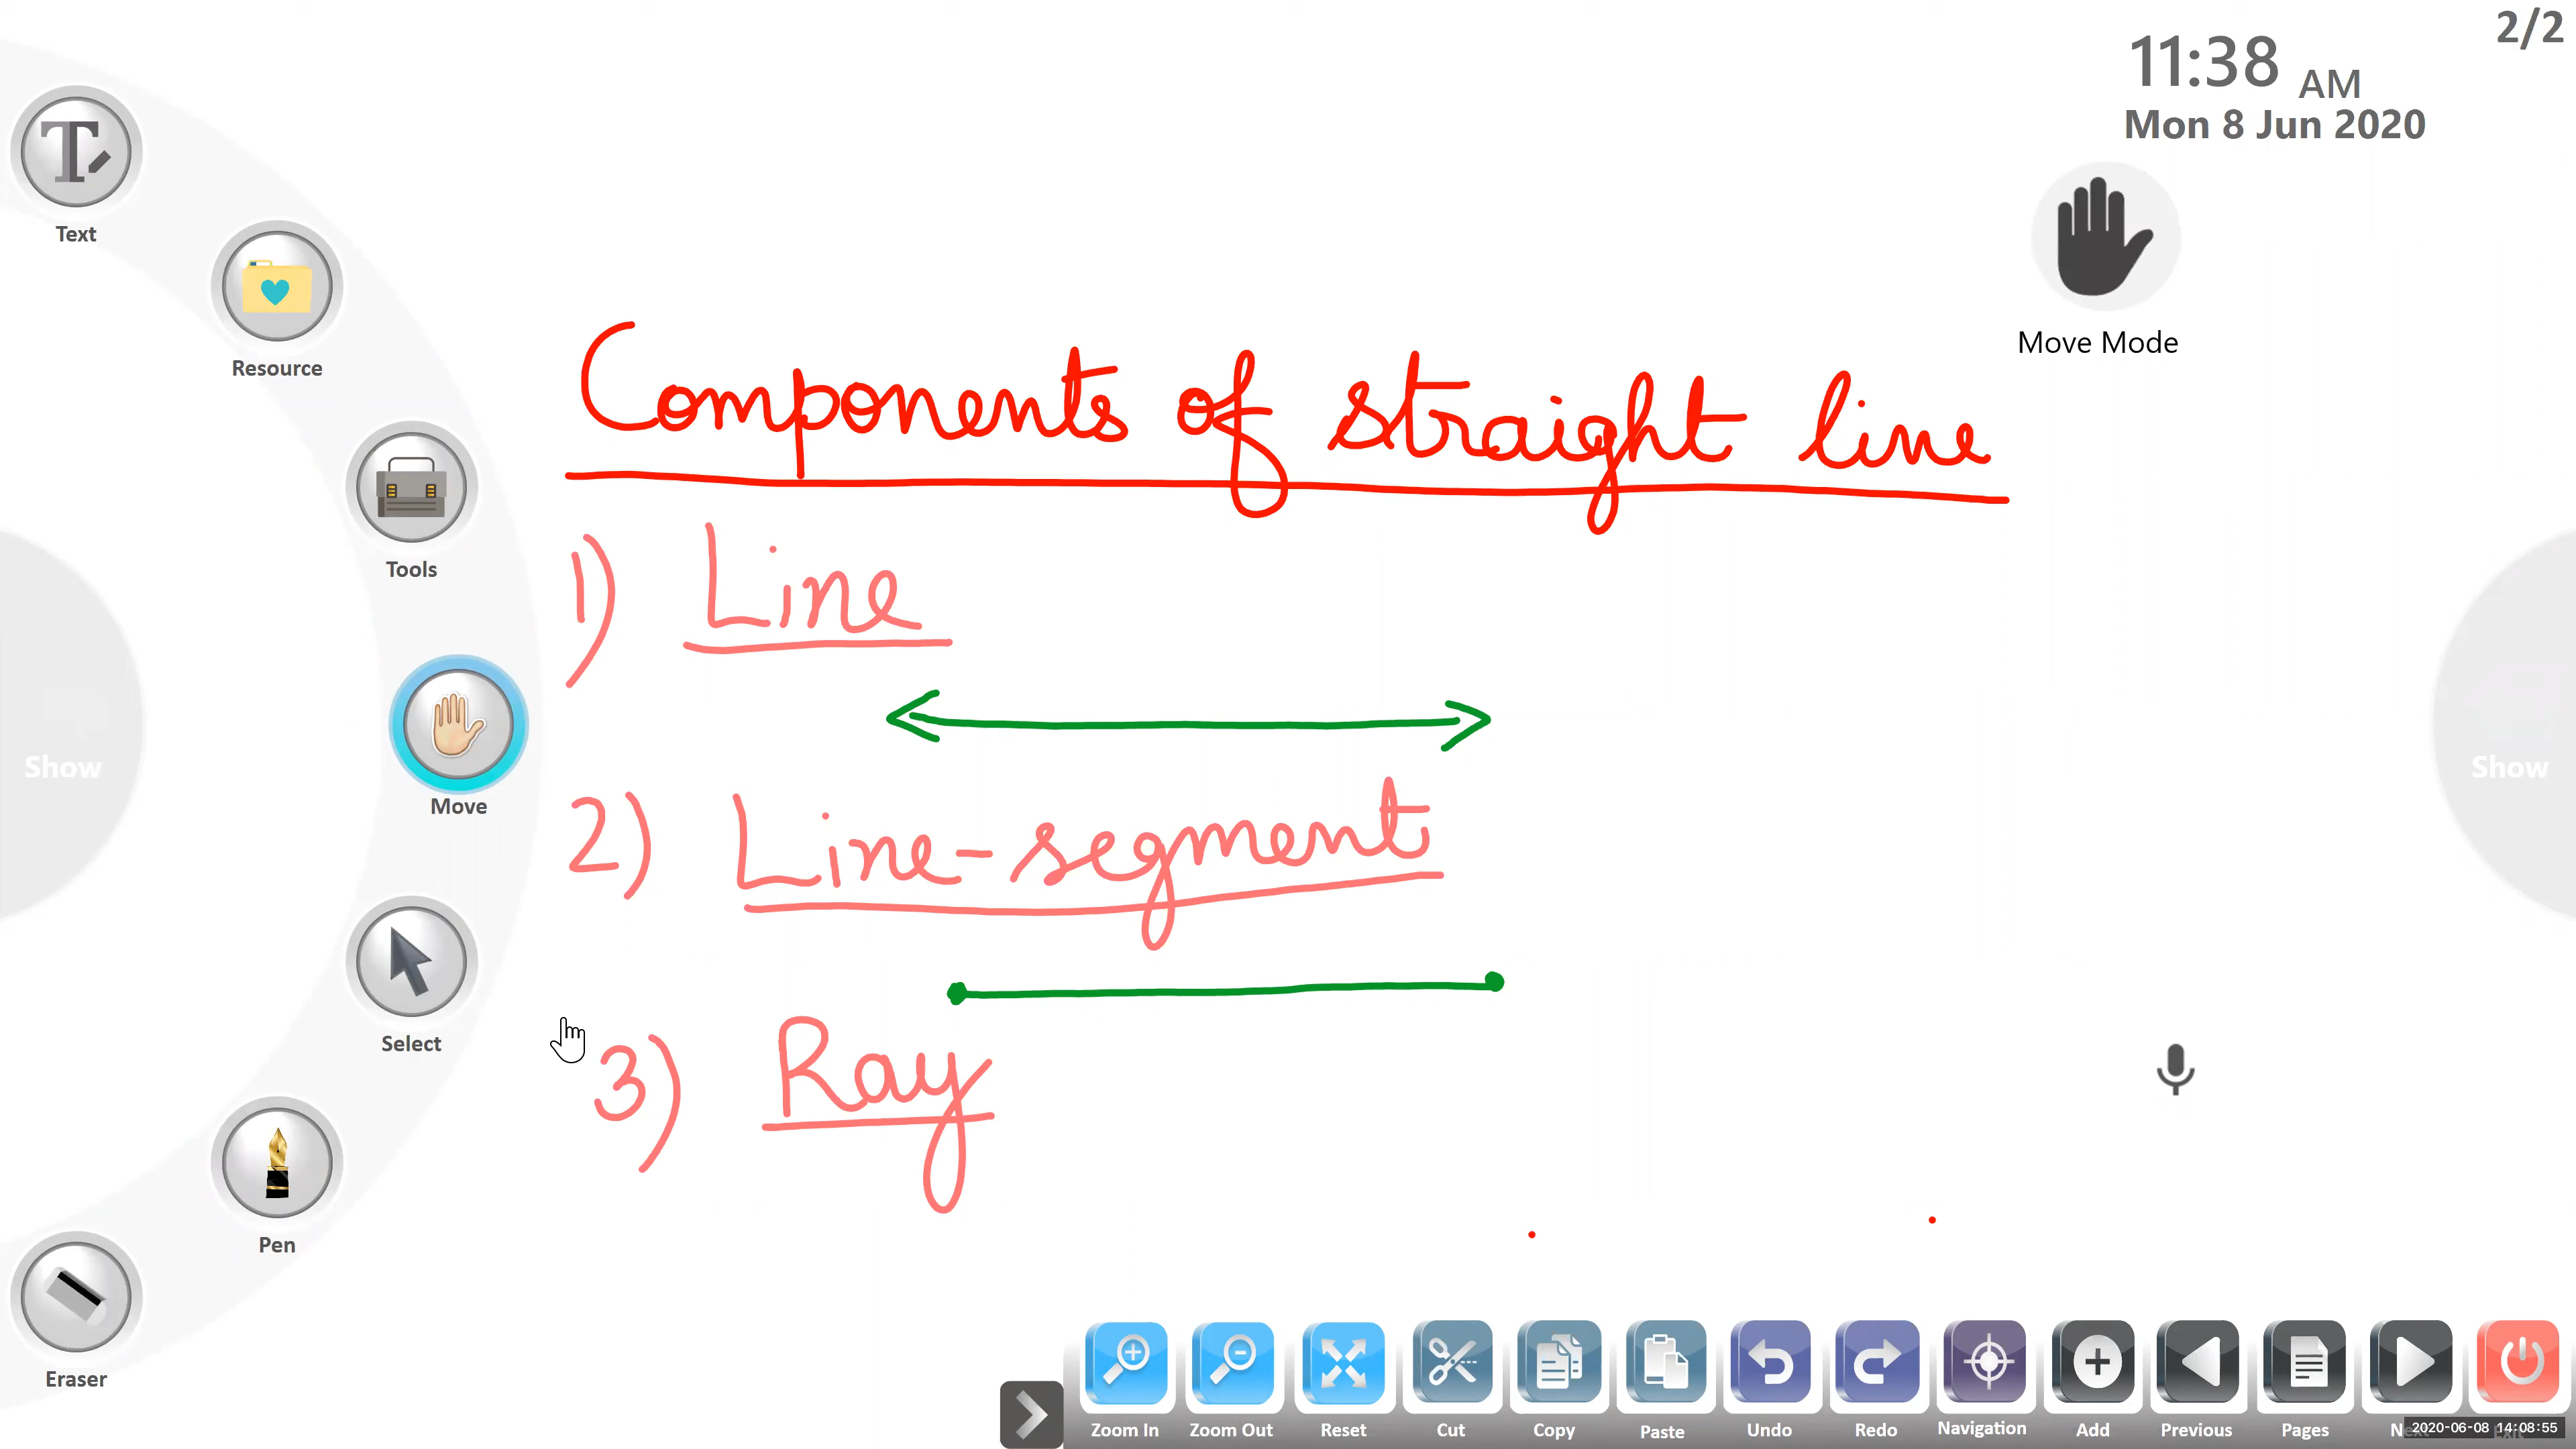 2/2
11:38 AM
Mon 8 Jun 2020
Text
Resource
Tools
Move
Select
Pen
Eraser
Show
Show
Move Mode
Components of straight line
1) Line
2) Line-segment
3) Ray
Zoom In Zoom Out Reset Cut Copy Paste Undo Redo Navigation Add Previous Pages
2020-06-08 14:08:55